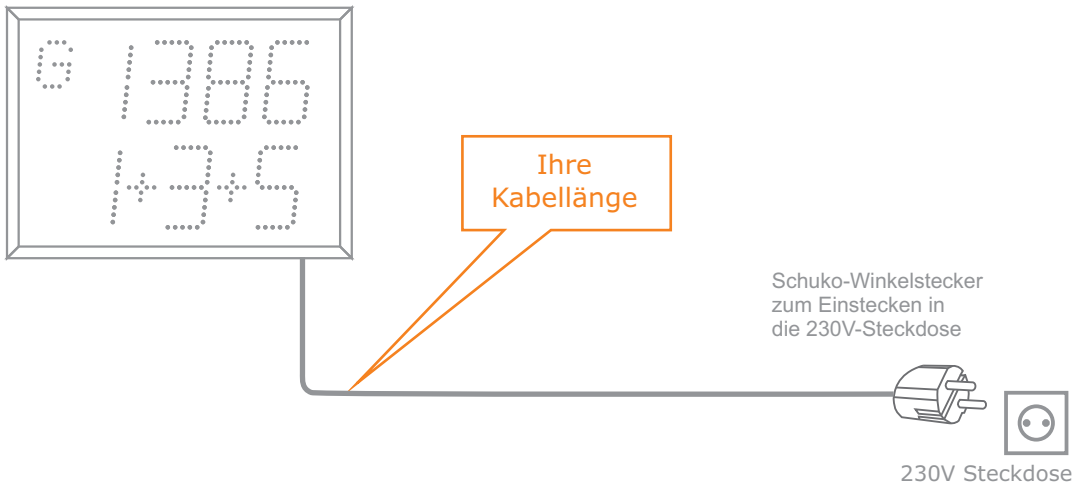 G 1386
1+3+5
Ihre
Kabellänge
Schuko-Winkelstecker
zum Einstecken in
die 230V-Steckdose
230V Steckdose